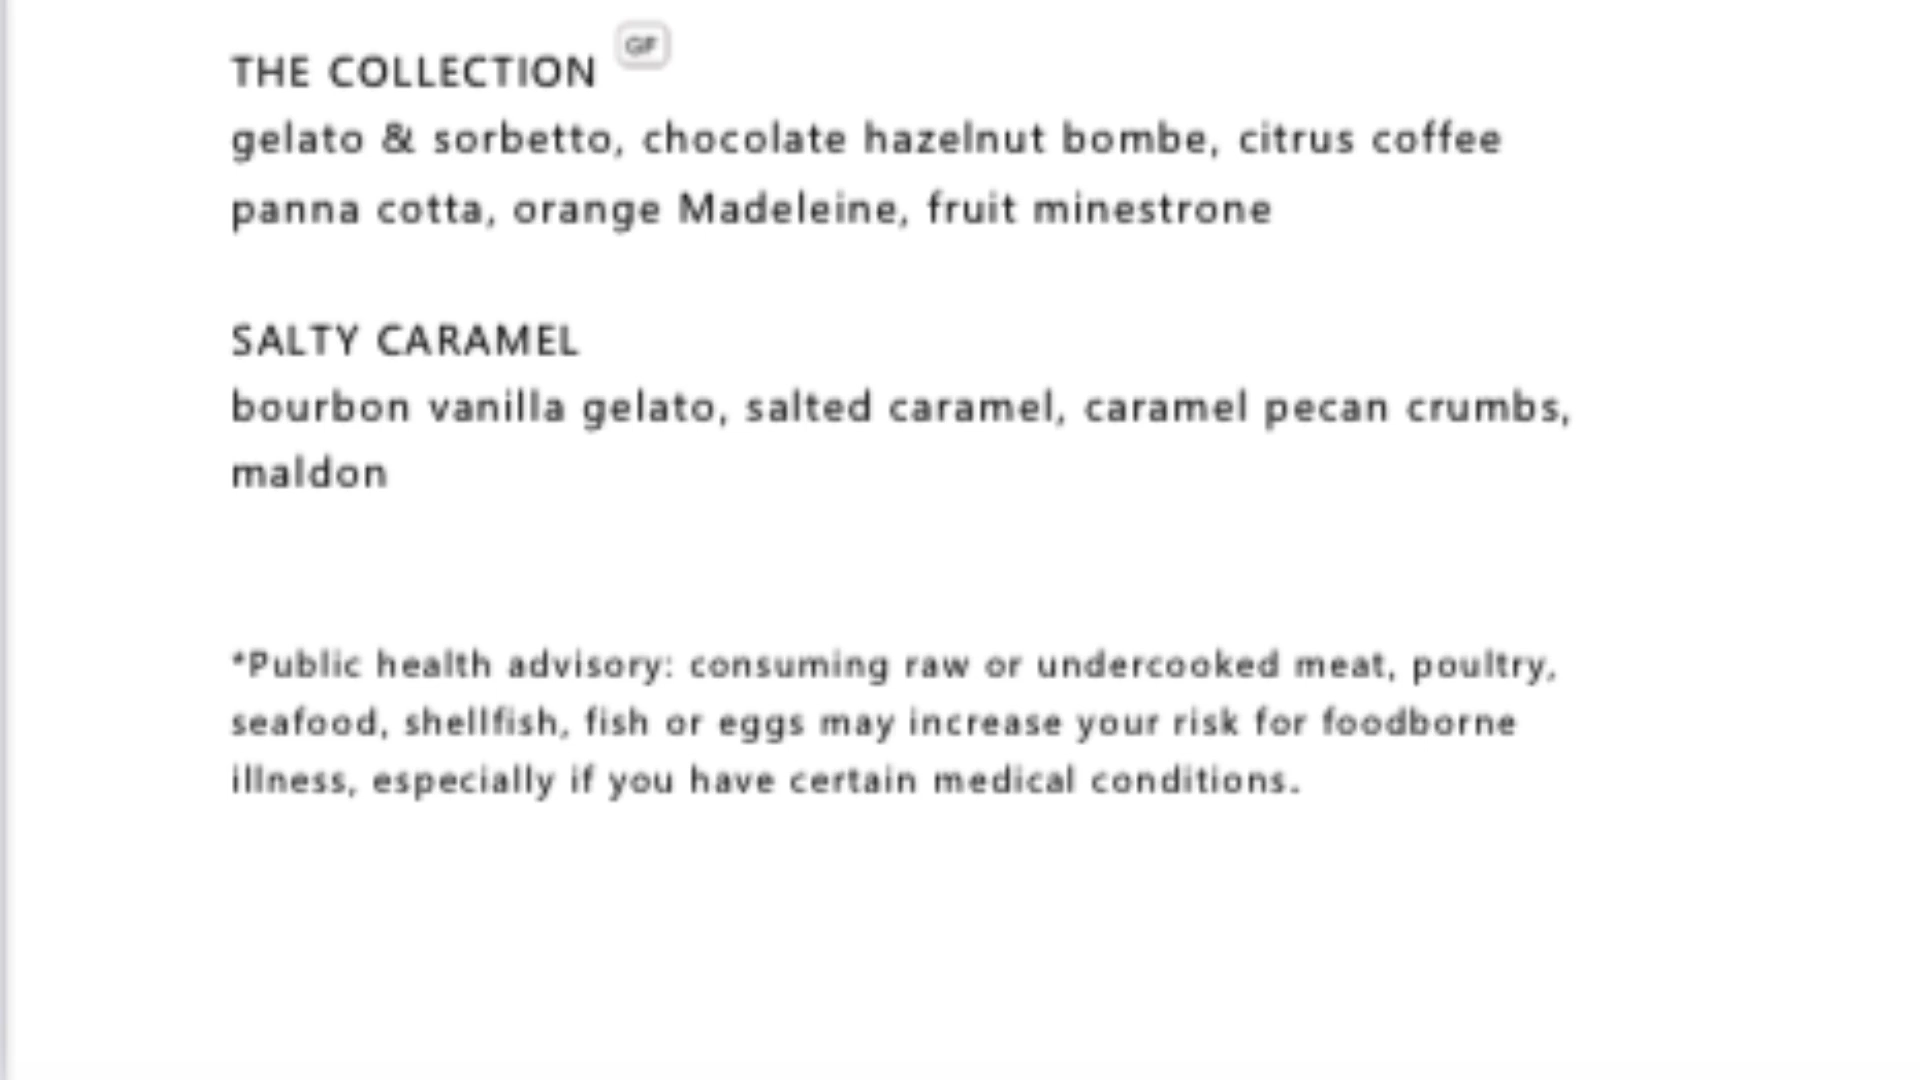 THE COLLECTION GF
gelato & sorbetto, chocolate hazelnut bombe, citrus coffee
panna cotta, orange Madeleine, fruit minestrone
SALTY CARAMEL
bourbon vanilla gelato, salted caramel, caramel pecan crumbs,
maldon
*Public health advisory: consuming raw or undercooked meat, poultry,
seafood, shellfish, fish or eggs may increase your risk for foodborne
illness, especially if you have certain medical conditions.